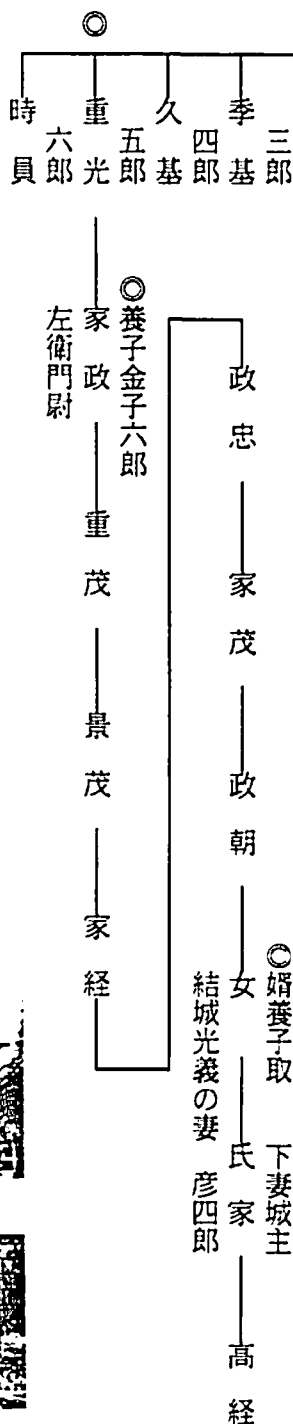 三郎
◎婿養子取 下妻城主
季基
政忠 家茂 政朝 女 氏家 高経
四郎
結城光義の妻 彦四郎
久基
五郎
◎養子金子六郎
◎ 重光 家政 重茂 景茂 家経
六郎
左衛門尉
時員